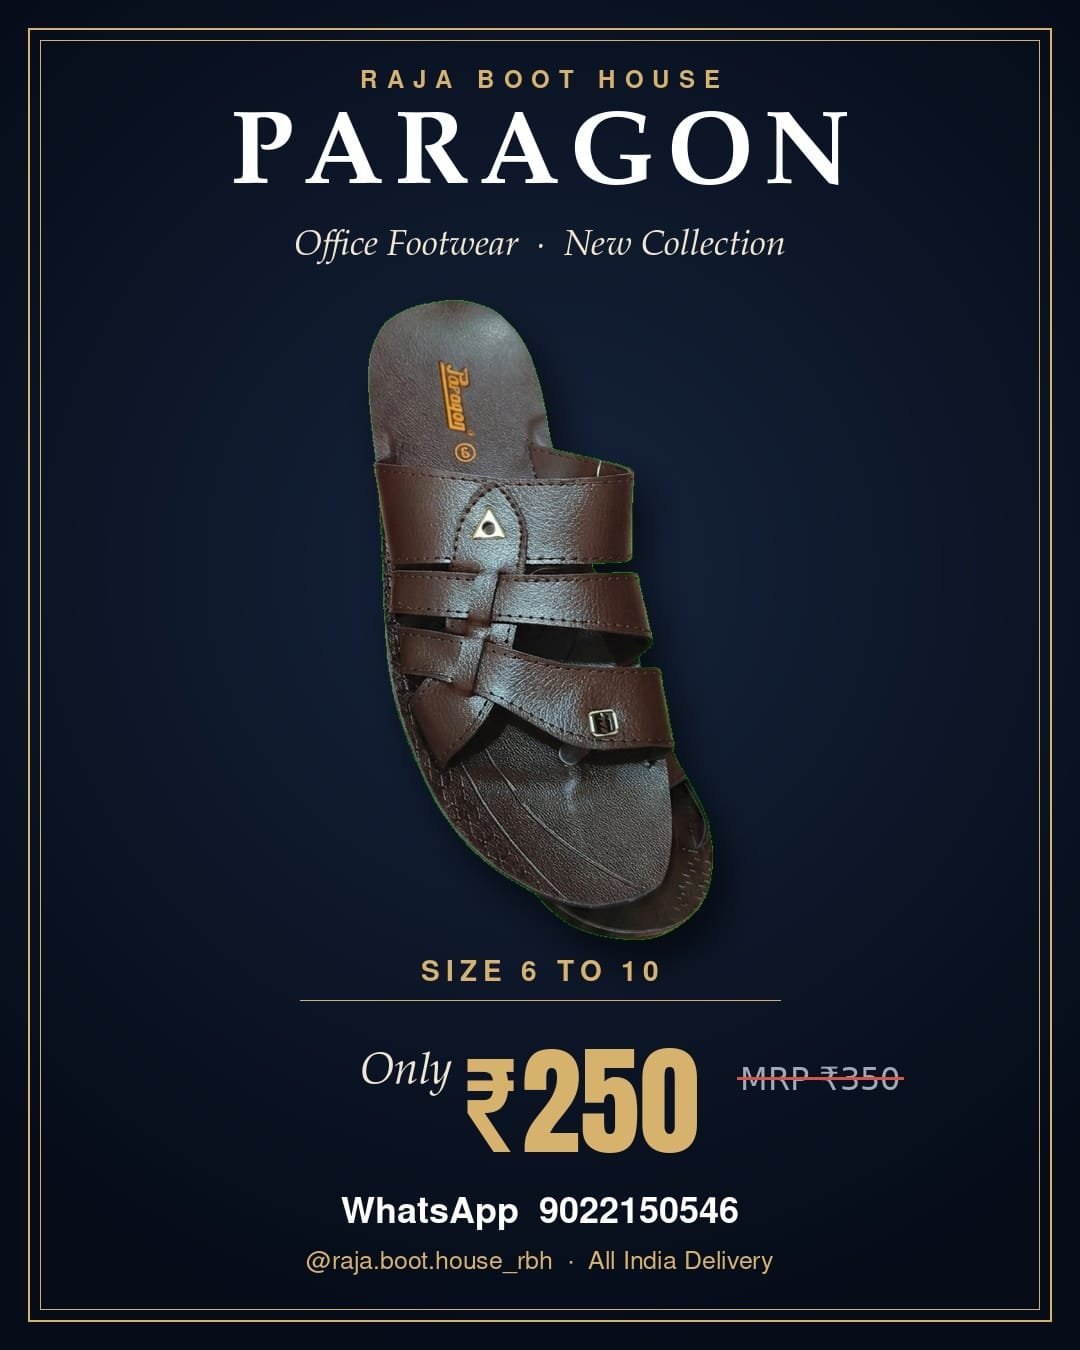 RAJA BOOT HOUSE
PARAGON
Office Footwear · New Collection
Paragon
6
SIZE 6 TO 10
Only ₹250 MRP ₹350
WhatsApp 9022150546
@raja.boot.house_rbh · All India Delivery